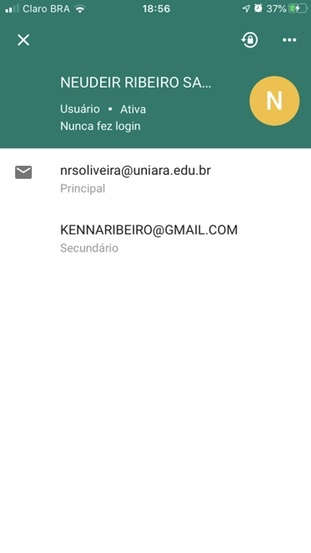 Claro BRA 18:56 37%
NEUDEIR RIBEIRO SA...
Usuário • Ativa
Nunca fez login
N
nrsoliveira@uniara.edu.br
Principal
KENNARIBEIRO@GMAIL.COM
Secundário